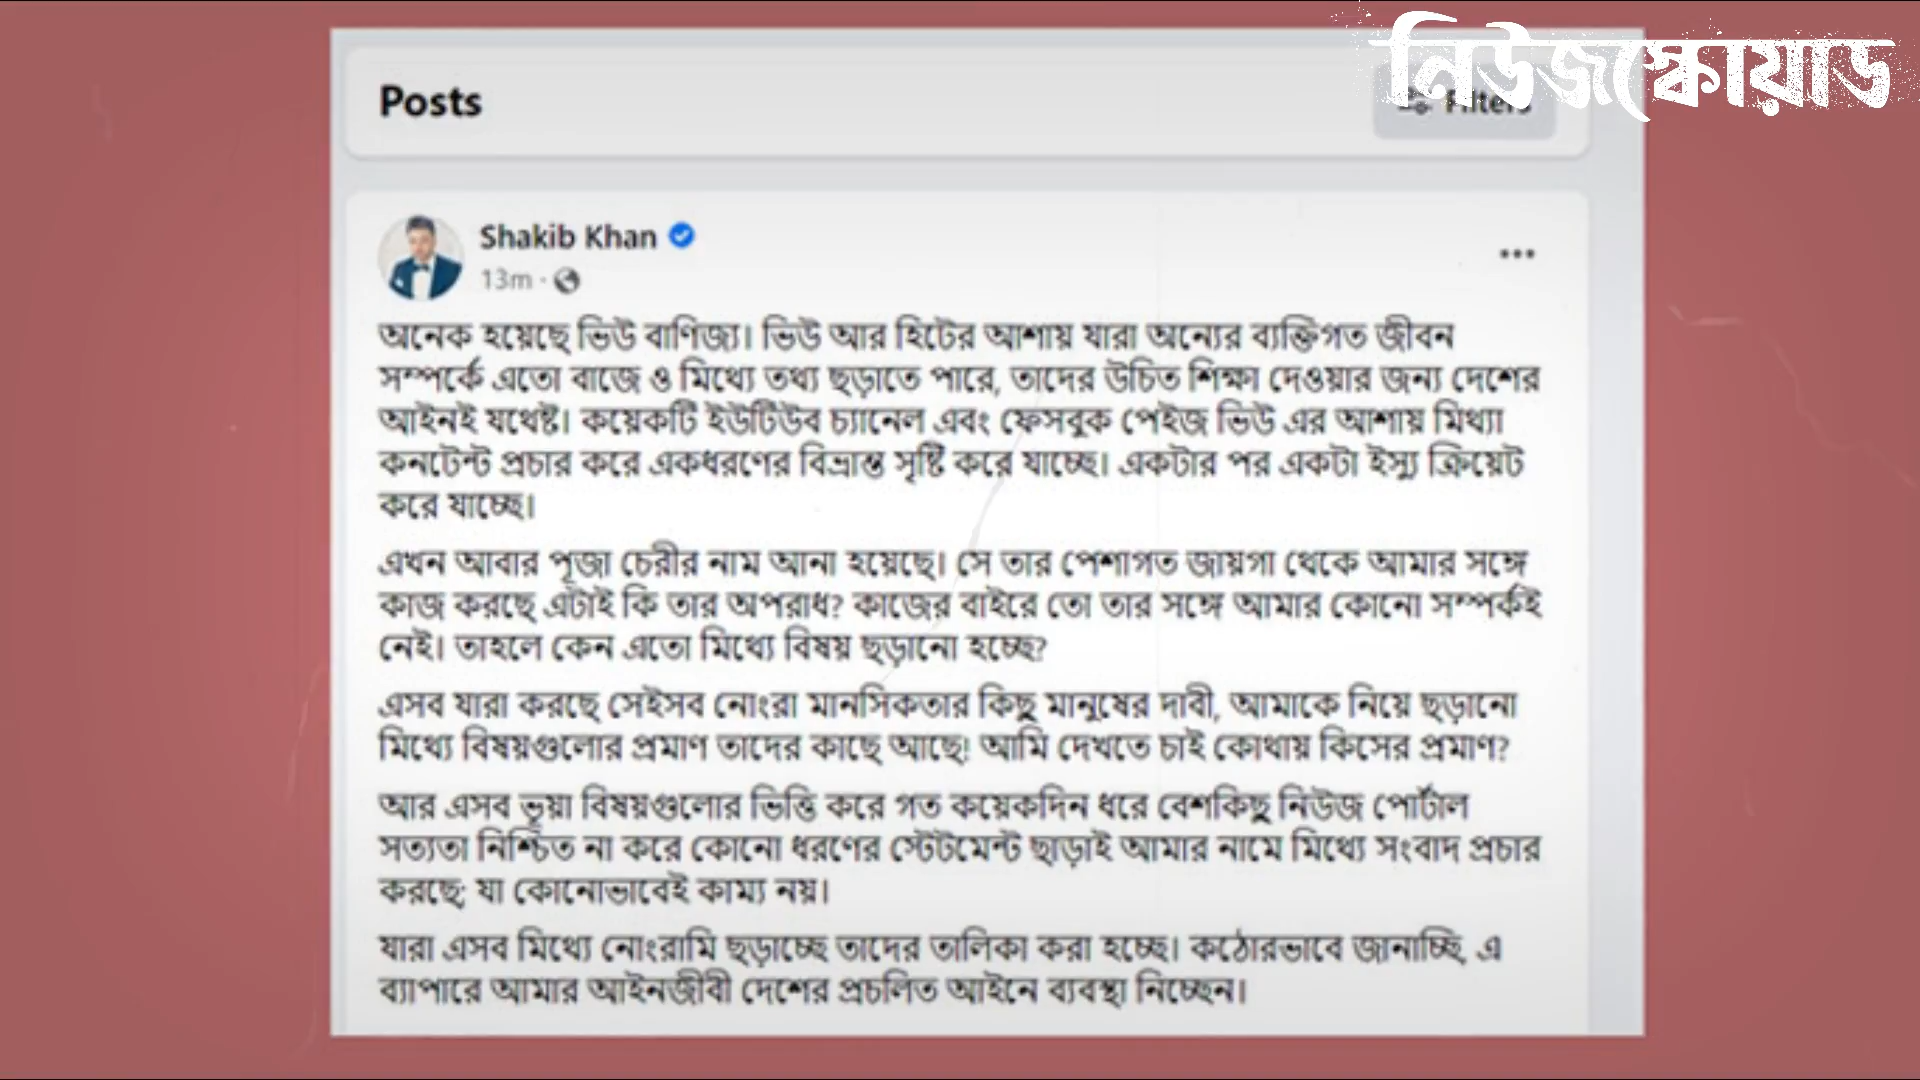 নিউজস্কোয়াড
Posts
Filters
Shakib Khan
13m ·
অনেক হয়েছে ভিউ বাণিজ্য। ভিউ আর হিটের আশায় যারা অন্যের ব্যক্তিগত জীবন
সম্পর্কে এতো বাজে ও মিথ্যে তথ্য ছড়াতে পারে, তাদের উচিত শিক্ষা দেওয়ার জন্য দেশের
আইনই যথেষ্ট। কয়েকটি ইউটিউব চ্যানেল এবং ফেসবুক পেইজ ভিউ এর আশায় মিথ্যা
কনটেন্ট প্রচার করে একধরণের বিভ্রান্ত সৃষ্টি করে যাচ্ছে। একটার পর একটা ইস্যু ক্রিয়েট
করে যাচ্ছে।
এখন আবার পূজা চেরীর নাম আনা হয়েছে। সে তার পেশাগত জায়গা থেকে আমার সঙ্গে
কাজ করছে এটাই কি তার অপরাধ? কাজের বাইরে তো তার সঙ্গে আমার কোনো সম্পর্কই
নেই। তাহলে কেন এতো মিথ্যে বিষয় ছড়ানো হচ্ছে?
এসব যারা করছে সেইসব নোংরা মানসিকতার কিছু মানুষের দাবী, আমাকে নিয়ে ছড়ানো
মিথ্যে বিষয়গুলোর প্রমাণ তাদের কাছে আছে! আমি দেখতে চাই কোথায় কিসের প্রমাণ?
আর এসব ভূয়া বিষয়গুলোর ভিত্তি করে গত কয়েকদিন ধরে বেশকিছু নিউজ পোর্টাল
সত্যতা নিশ্চিত না করে কোনো ধরণের স্টেটমেন্ট ছাড়াই আমার নামে মিথ্যে সংবাদ প্রচার
করছে; যা কোনোভাবেই কাম্য নয়।
যারা এসব মিথ্যে নোংরামি ছড়াচ্ছে তাদের তালিকা করা হচ্ছে। কঠোরভাবে জানাচ্ছি, এ
ব্যাপারে আমার আইনজীবী দেশের প্রচলিত আইনে ব্যবস্থা নিচ্ছেন।